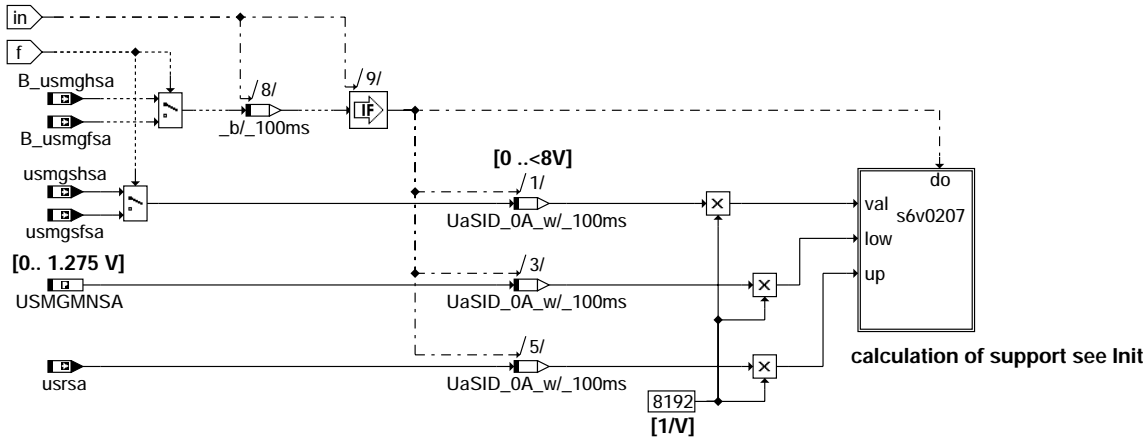 in
f
B_usmghsa
B_usmgfsa
/8/
_b/_100ms
/9/
IF
usmgshsa
usmgsfsa
[0 ..<8V]
/1/
UaSID_0A_w/_100ms
do
s6v0207
val
low
up
[0.. 1.275 V]
USMGMNSA
/3/
UaSID_0A_w/_100ms
usrsa
/5/
UaSID_0A_w/_100ms
calculation of support see Init
8192
[1/V]